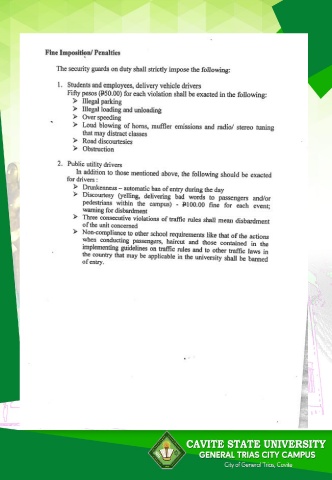 Fine Imposition/ Penalties
The security guards on duty shall strictly impose the following:
1. Students and employees, delivery vehicle drivers
Fifty pesos (₱50.00) for each violation shall be exacted in the following:
➢ Illegal parking
➢ Illegal loading and unloading
➢ Over speeding
➢ Loud blowing of horns, muffler emissions and radio/ stereo tuning
that may distract classes
➢ Road discourtesies
➢ Obstruction
2. Public utility drivers
In addition to those mentioned above, the following should be exacted
for drivers :
➢ Drunkenness – automatic ban of entry during the day
➢ Discourtesy (yelling, delivering bad words to passengers and/or
pedestrians within the campus) - ₱100.00 fine for each event;
warning for disbardment
➢ Three consecutive violations of traffic rules shall mean disbardment
of the unit concerned
➢ Non-compliance to other school requirements like that of the actions
when conducting passengers, haircut and those contained in the
implementing guidelines on traffic rules and to other traffic laws in
the country that may be applicable in the university shall be banned
of entry.
CAVITE STATE UNIVERSITY
GENERAL TRIAS CITY CAMPUS
City of General Trias, Cavite